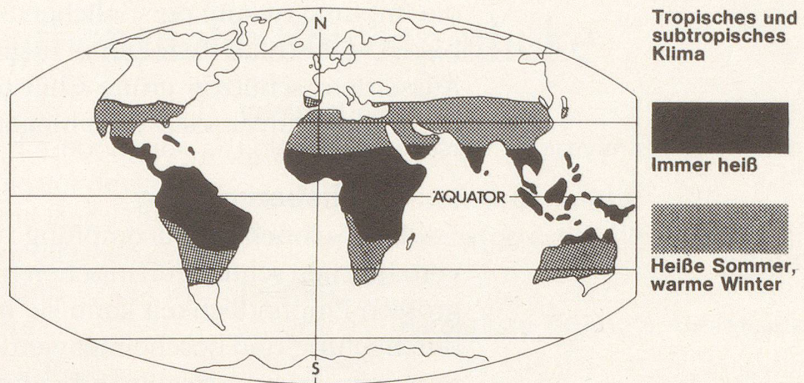 N
Tropisches und
subtropisches
Klima
Immer heiß
ÄQUATOR
Heiße Sommer,
warme Winter
S